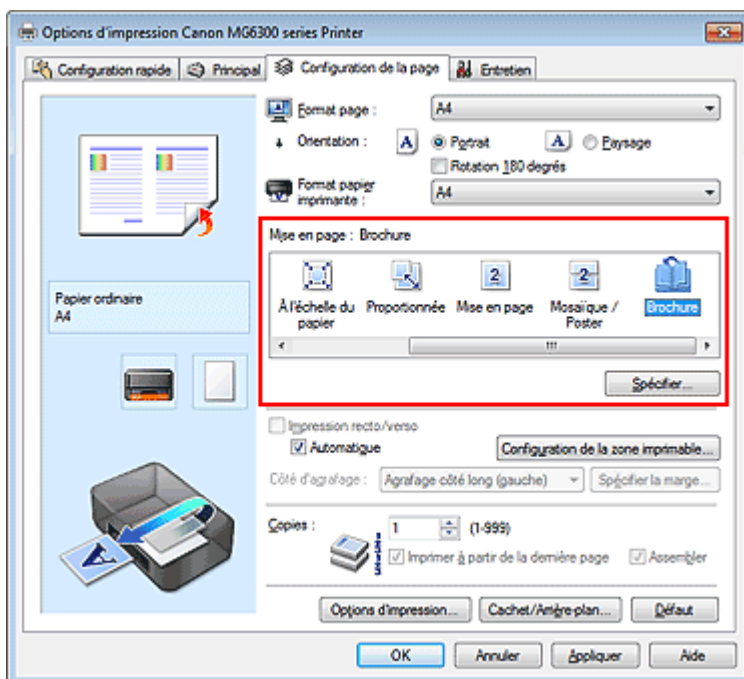 Options d'impression Canon MG6300 series Printer
Configuration rapide Principal Configuration de la page Entretien
Format page : A4
Orientation : A Portrait A Paysage
Rotation 180 degrés
Format papier
imprimante : A4
Mise en page : Brochure
2 2
À l'échelle du Proportionnée Mise en page Mosaïque / Brochure
papier Poster
Spécifier...
Papier ordinaire
A4
Impression recto/verso
Automatique Configuration de la zone imprimable...
Côté d'agrafage : Agrafage côté long (gauche) Spécifier la marge...
Copies : 1 (1-999)
Imprimer à partir de la dernière page Assembler
A
Options d'impression... Cachet/Arrière-plan... Défaut
OK Annuler Appliquer Aide